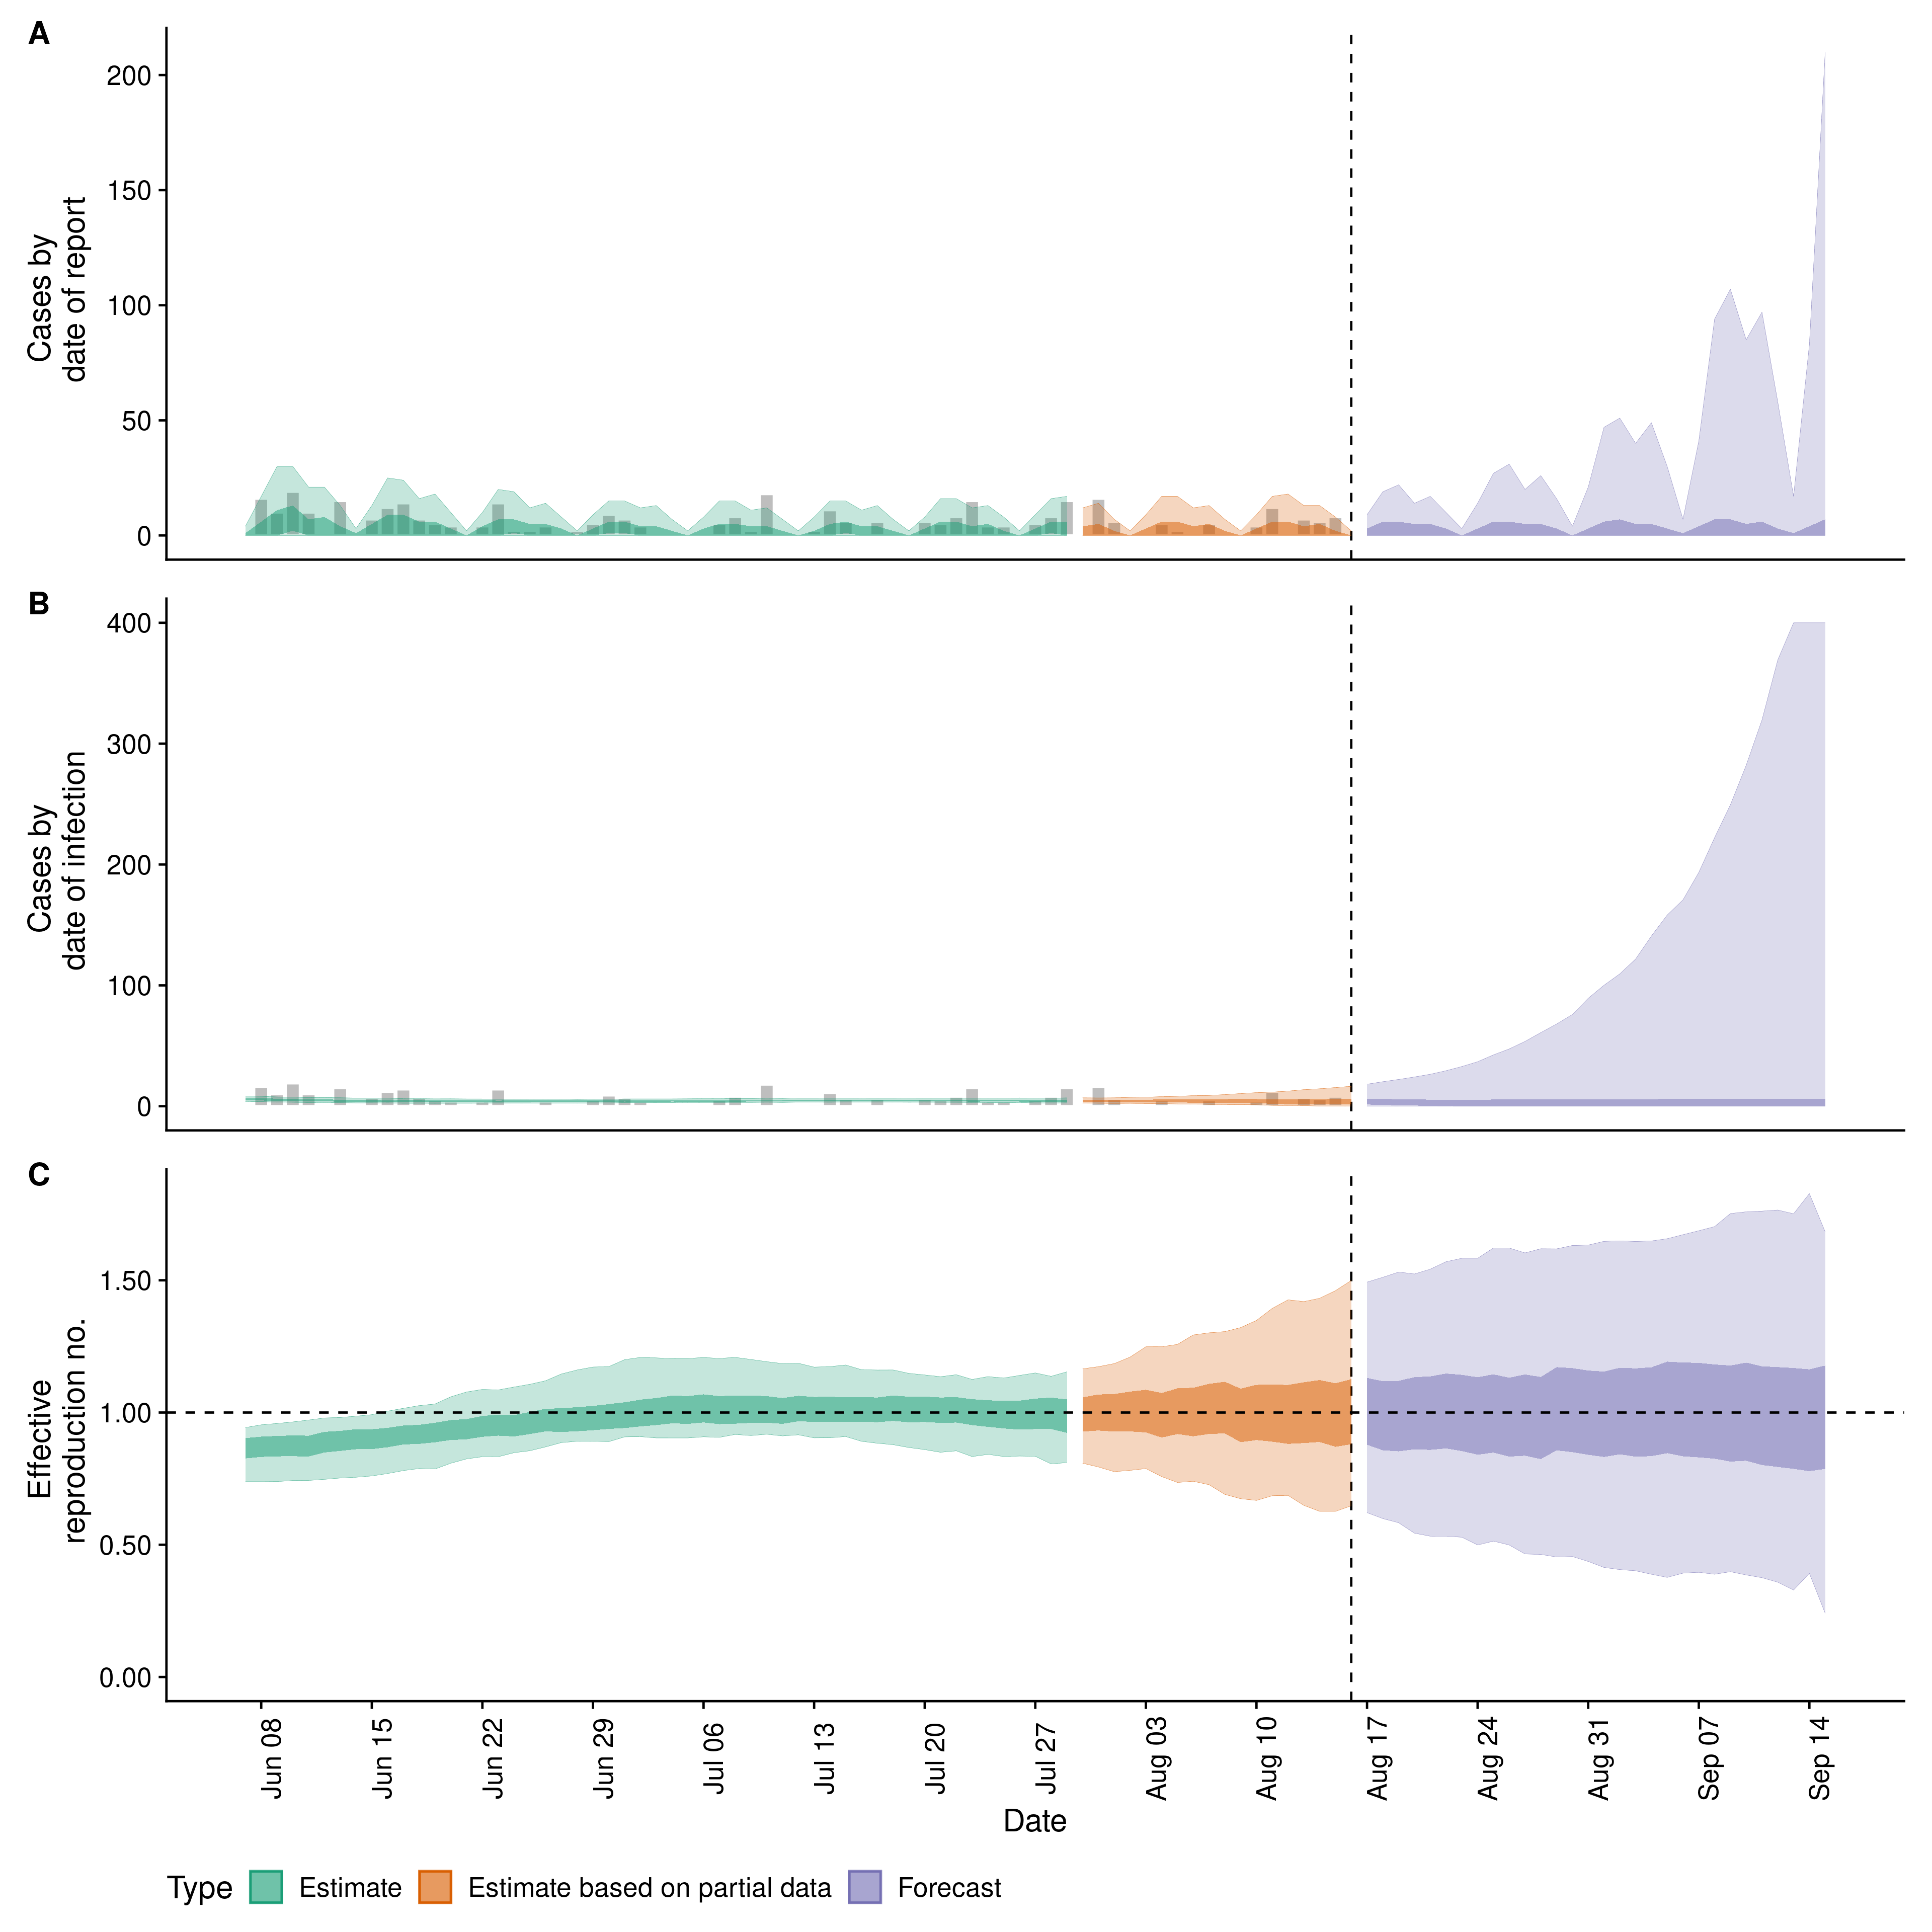 A
200
150
100
50
0
Cases by
date of report
B
400
300
200
100
0
Cases by
date of infection
C
1.50
1.00
0.50
0.00
Effective
reproduction no.
Jun 08
Jun 15
Jun 22
Jun 29
Jul 06
Jul 13
Jul 20
Jul 27
Aug 03
Aug 10
Aug 17
Aug 24
Aug 31
Sep 07
Sep 14
Date
Type Estimate Estimate based on partial data Forecast